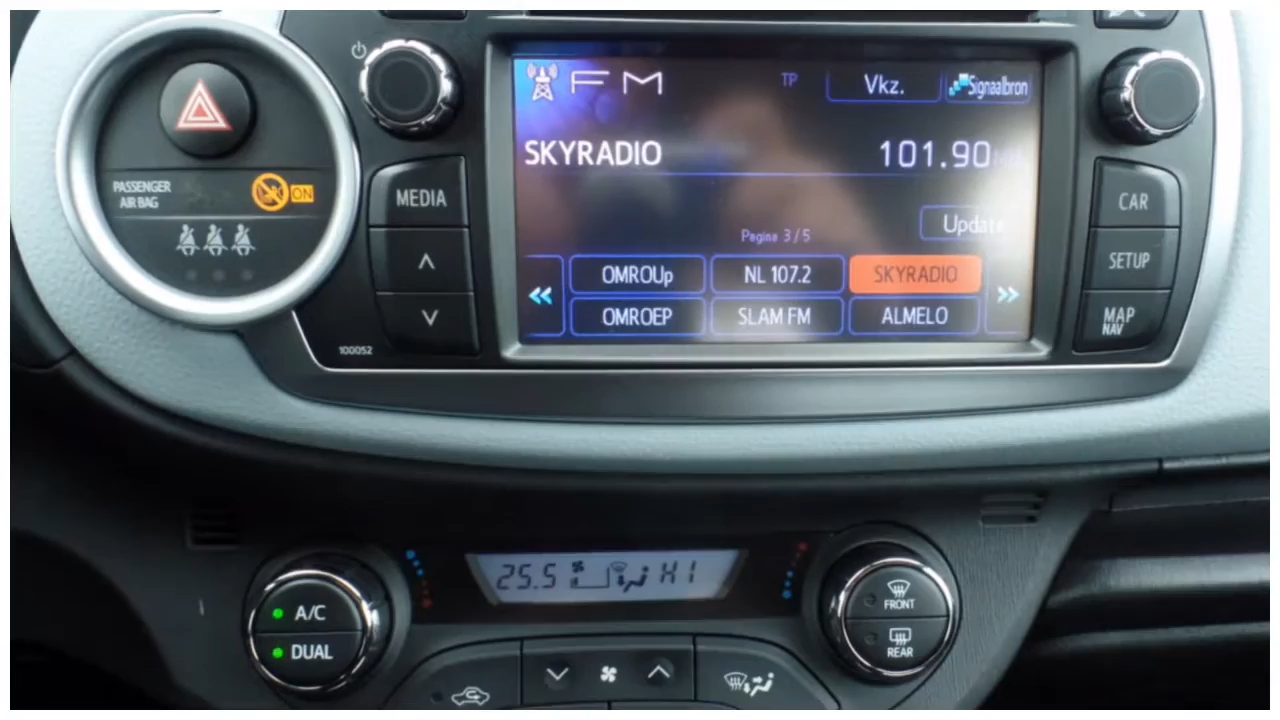 FM
TP
Vkz.
Signaalbron
SKYRADIO
101.90
MEDIA
CAR
PASSENGER
AIR BAG
ON
Update
Pagina 3 / 5
SETUP
OMROUp
NL 107.2
SKYRADIO
OMROEP
SLAM FM
ALMELO
MAP
NAV
100052
25.5
HI
A/C
DUAL
FRONT
REAR